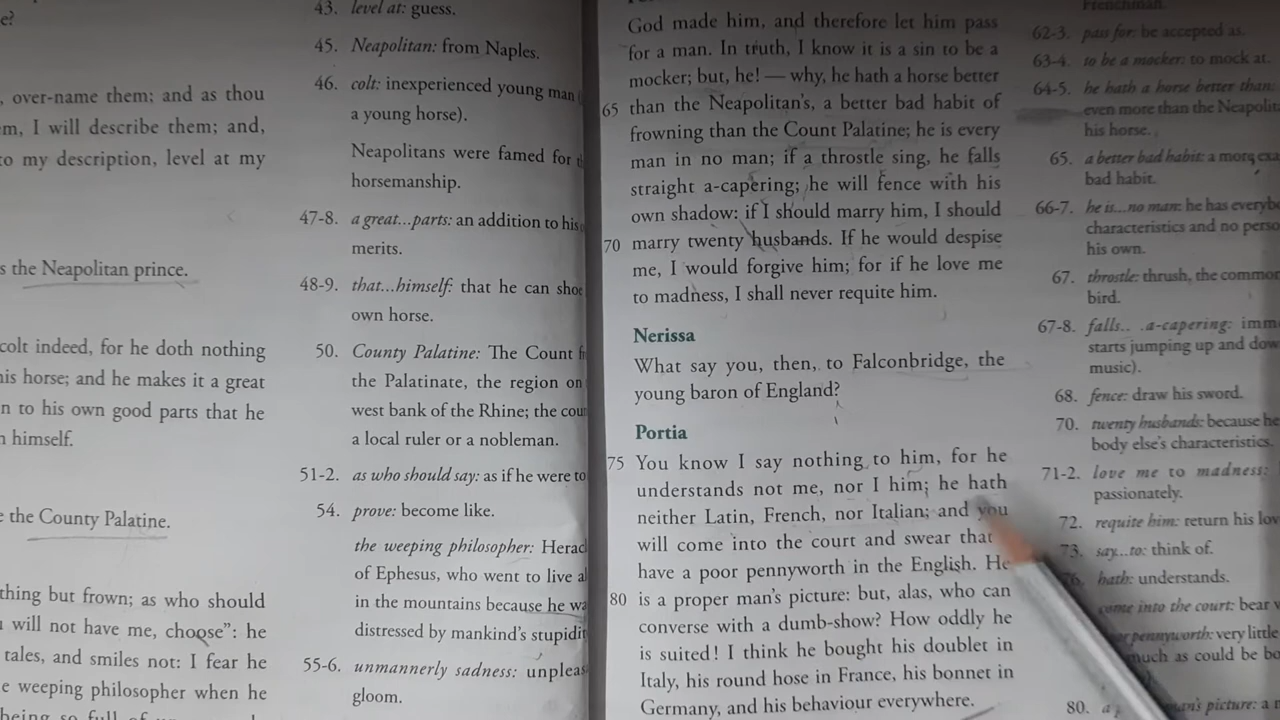 e?
, over-name them; and as thou
em, I will describe them; and,
to my description, level at my
s the Neapolitan prince.
colt indeed, for he doth nothing
his horse; and he makes it a great
n to his own good parts that he
himself.
e the County Palatine.
thing but frown; as who should
will not have me, choose": he
tales, and smiles not: I fear he
e weeping philosopher when he
being so full of
43. level at: guess.
45. Neapolitan: from Naples.
46. colt: inexperienced young man
a young horse).
Neapolitans were famed for
horsemanship.
47-8. a great...parts: an addition to his
merits.
48-9. that...himself: that he can shoe
own horse.
50. County Palatine: The Count
the Palatinate, the region on
west bank of the Rhine; the
a local ruler or a nobleman.
51-2. as who should say: as if he were to
54. prove: become like.
the weeping philosopher:
of Ephesus, who went to live
in the mountains because he
distressed by mankind's
55-6. unmannerly sadness:
gloom.
God made him, and therefore let him pass
for a man. In truth, I know it is a sin to be a
mocker; but, he! — why, he hath a horse better
65 than the Neapolitan's, a better bad habit of
frowning than the Count Palatine; he is every
man in no man; if a throstle sing, he falls
straight a-capering; he will fence with his
own shadow: if I should marry him, I should
70 marry twenty husbands. If he would despise
me, I would forgive him; for if he love me
to madness, I shall never requite him.
Nerissa
What say you, then, to Falconbridge, the
young baron of England?
Portia
75 You know I say nothing to him, for he
understands not me, nor I him; he hath
neither Latin, French, nor Italian; and you
will come into the court and swear that
have a poor pennyworth in the English. He
80 is a proper man's picture: but, alas, who can
converse with a dumb-show? How oddly he
is suited! I think he bought his doublet in
Italy, his round hose in France, his bonnet in
Germany, and his behaviour everywhere.
Frenchman.
62-3. pass for: be accepted as.
63-4. to be a mocker: to mock at.
64-5. he hath a horse better than:
even more than the
his horse.
65. a better bad habit: a more
bad habit.
66-7. he is...no man: he has
characteristics and no
his own.
67. throstle: thrush, the common
bird.
67-8. falls.. .a-capering:
starts jumping up and
music).
68. fence: draw his sword.
70. twenty husbands: because he
body else's characteristics.
71-2. love me to madness:
passionately.
72. requite him: return his
73. say...to: think of.
hath: understands.
come into the court: bear
pennyworth: very little
much as could be
80. a man's picture: a